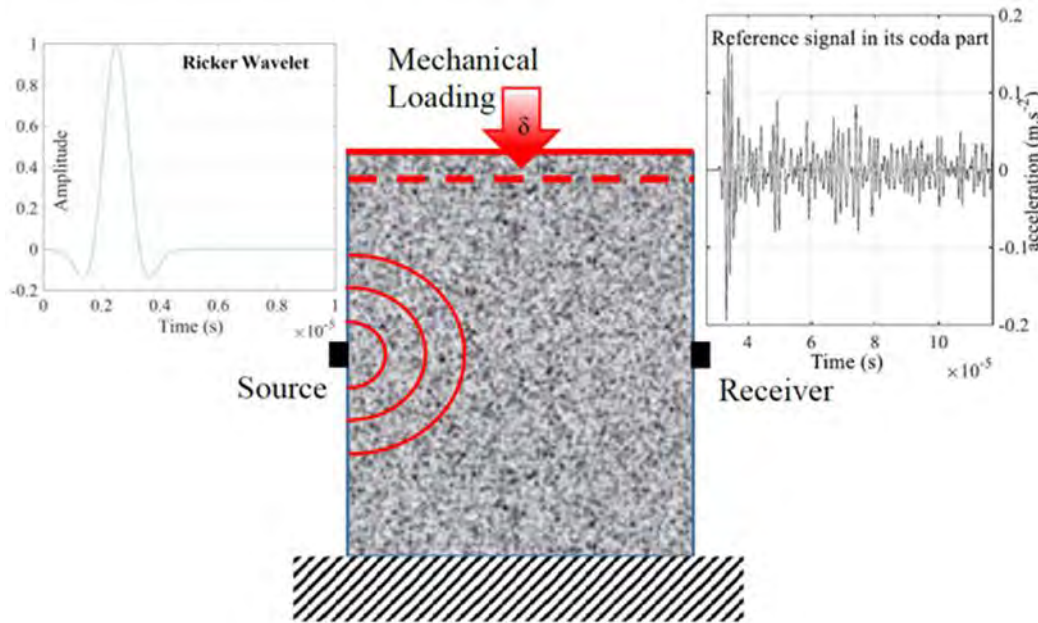 Ricker Wavelet
Amplitude
1
0.8
0.6
0.4
0.2
0
-0.2
0
0.2
0.4
0.6
0.8
1
Time (s)
×10⁻⁵
Mechanical
Loading
δ
Source
Receiver
Reference signal in its coda part
0.2
0.1
0
-0.1
-0.2
acceleration (m.s⁻²)
4
6
8
10
Time (s)
×10⁻⁵